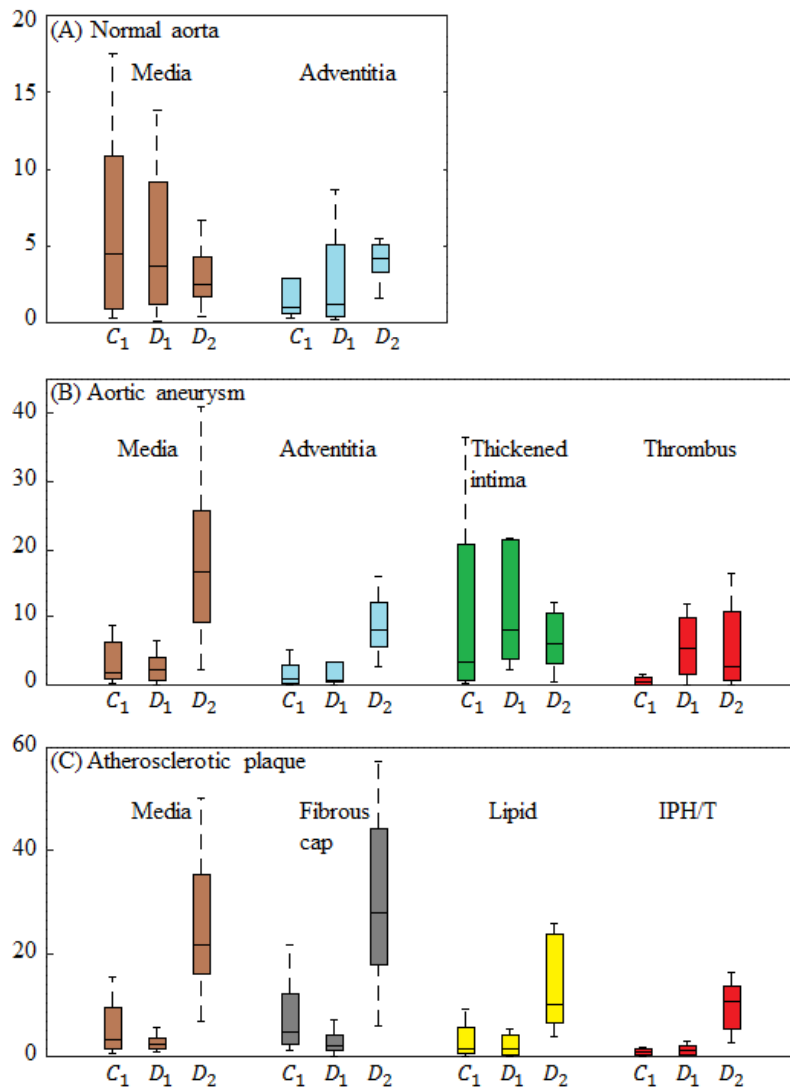 (A) Normal aorta
Media Adventitia
20
15
10
5
0
C₁ D₁ D₂ C₁ D₁ D₂
(B) Aortic aneurysm
Media Adventitia Thickened intima Thrombus
40
30
20
10
0
C₁ D₁ D₂ C₁ D₁ D₂ C₁ D₁ D₂ C₁ D₁ D₂
(C) Atherosclerotic plaque
Media Fibrous cap Lipid IPH/T
60
40
20
0
C₁ D₁ D₂ C₁ D₁ D₂ C₁ D₁ D₂ C₁ D₁ D₂